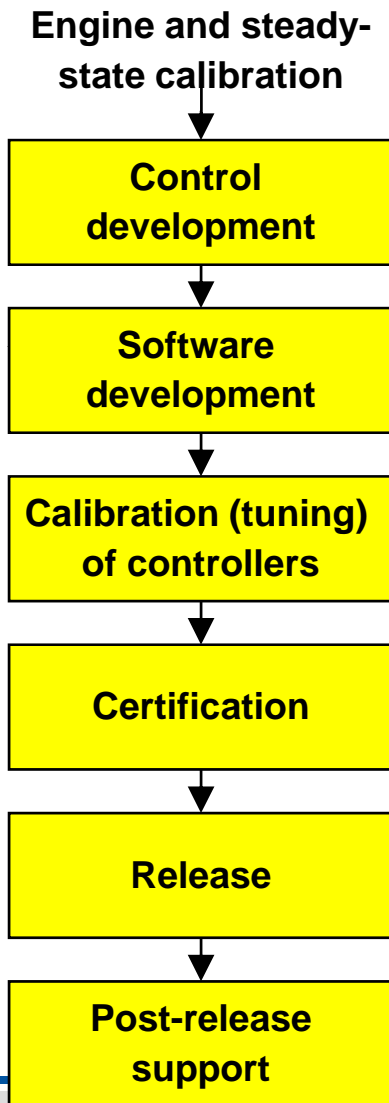 Engine and steady-
state calibration
Control
development
Software
development
Calibration (tuning)
of controllers
Certification
Release
Post-release
support